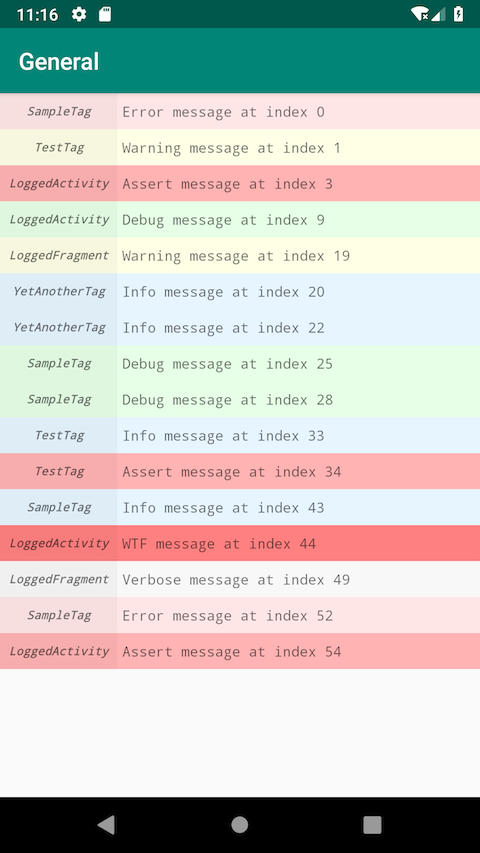 11:16
General
SampleTag Error message at index 0
TestTag Warning message at index 1
LoggedActivity Assert message at index 3
LoggedActivity Debug message at index 9
LoggedFragment Warning message at index 19
YetAnotherTag Info message at index 20
YetAnotherTag Info message at index 22
SampleTag Debug message at index 25
SampleTag Debug message at index 28
TestTag Info message at index 33
TestTag Assert message at index 34
SampleTag Info message at index 43
LoggedActivity WTF message at index 44
LoggedFragment Verbose message at index 49
SampleTag Error message at index 52
LoggedActivity Assert message at index 54